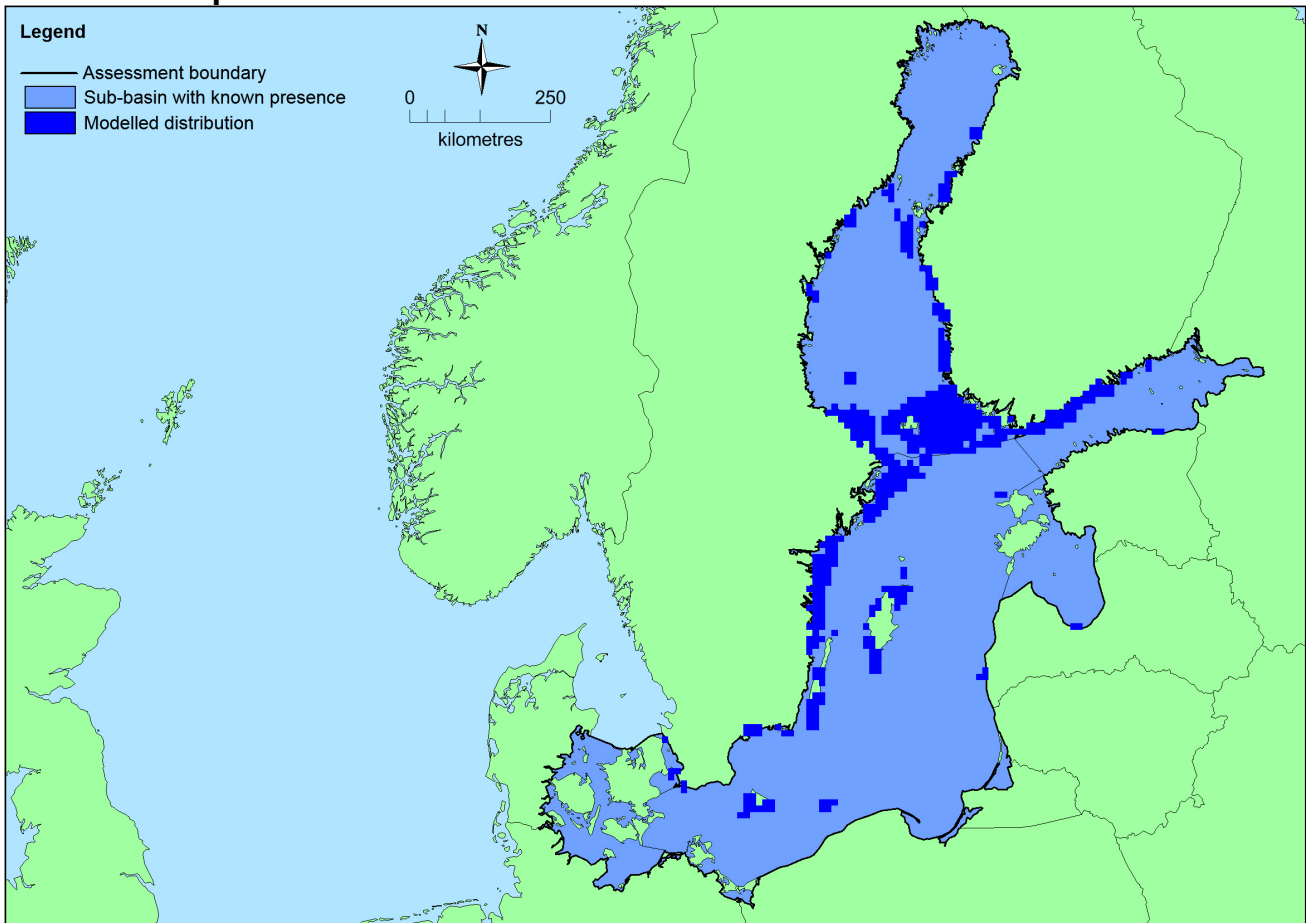 Legend
Assessment boundary
Sub-basin with known presence
Modelled distribution
N
0 250
kilometres